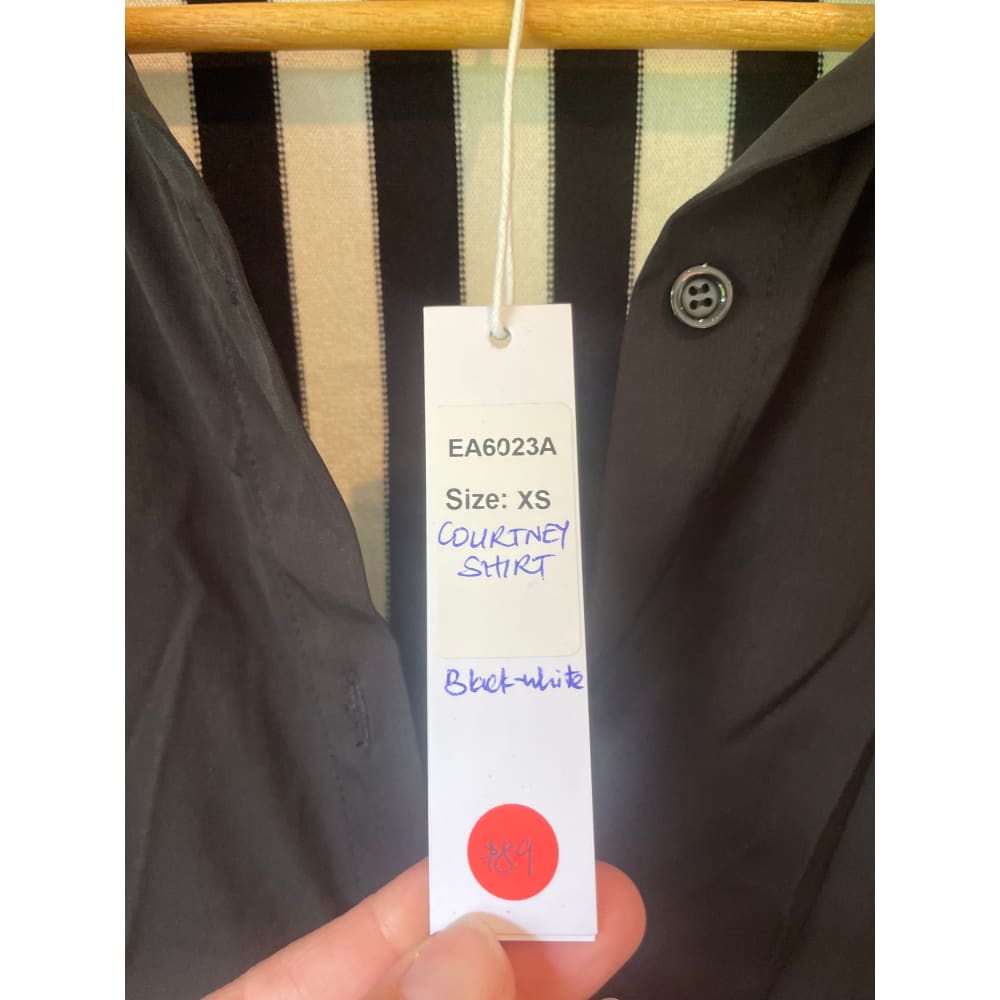 EA6023A
Size: XS
COURTNEY
SHIRT
Black-white
$89